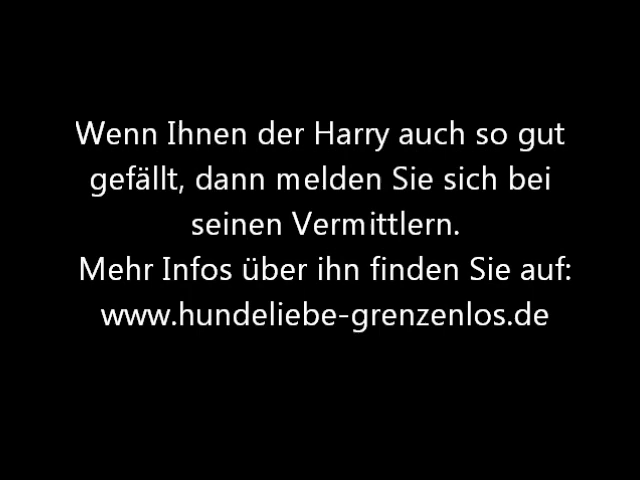 Wenn Ihnen der Harry auch so gut
gefällt, dann melden Sie sich bei
seinen Vermittlern.
Mehr Infos über ihn finden Sie auf:
www.hundeliebe-grenzenlos.de